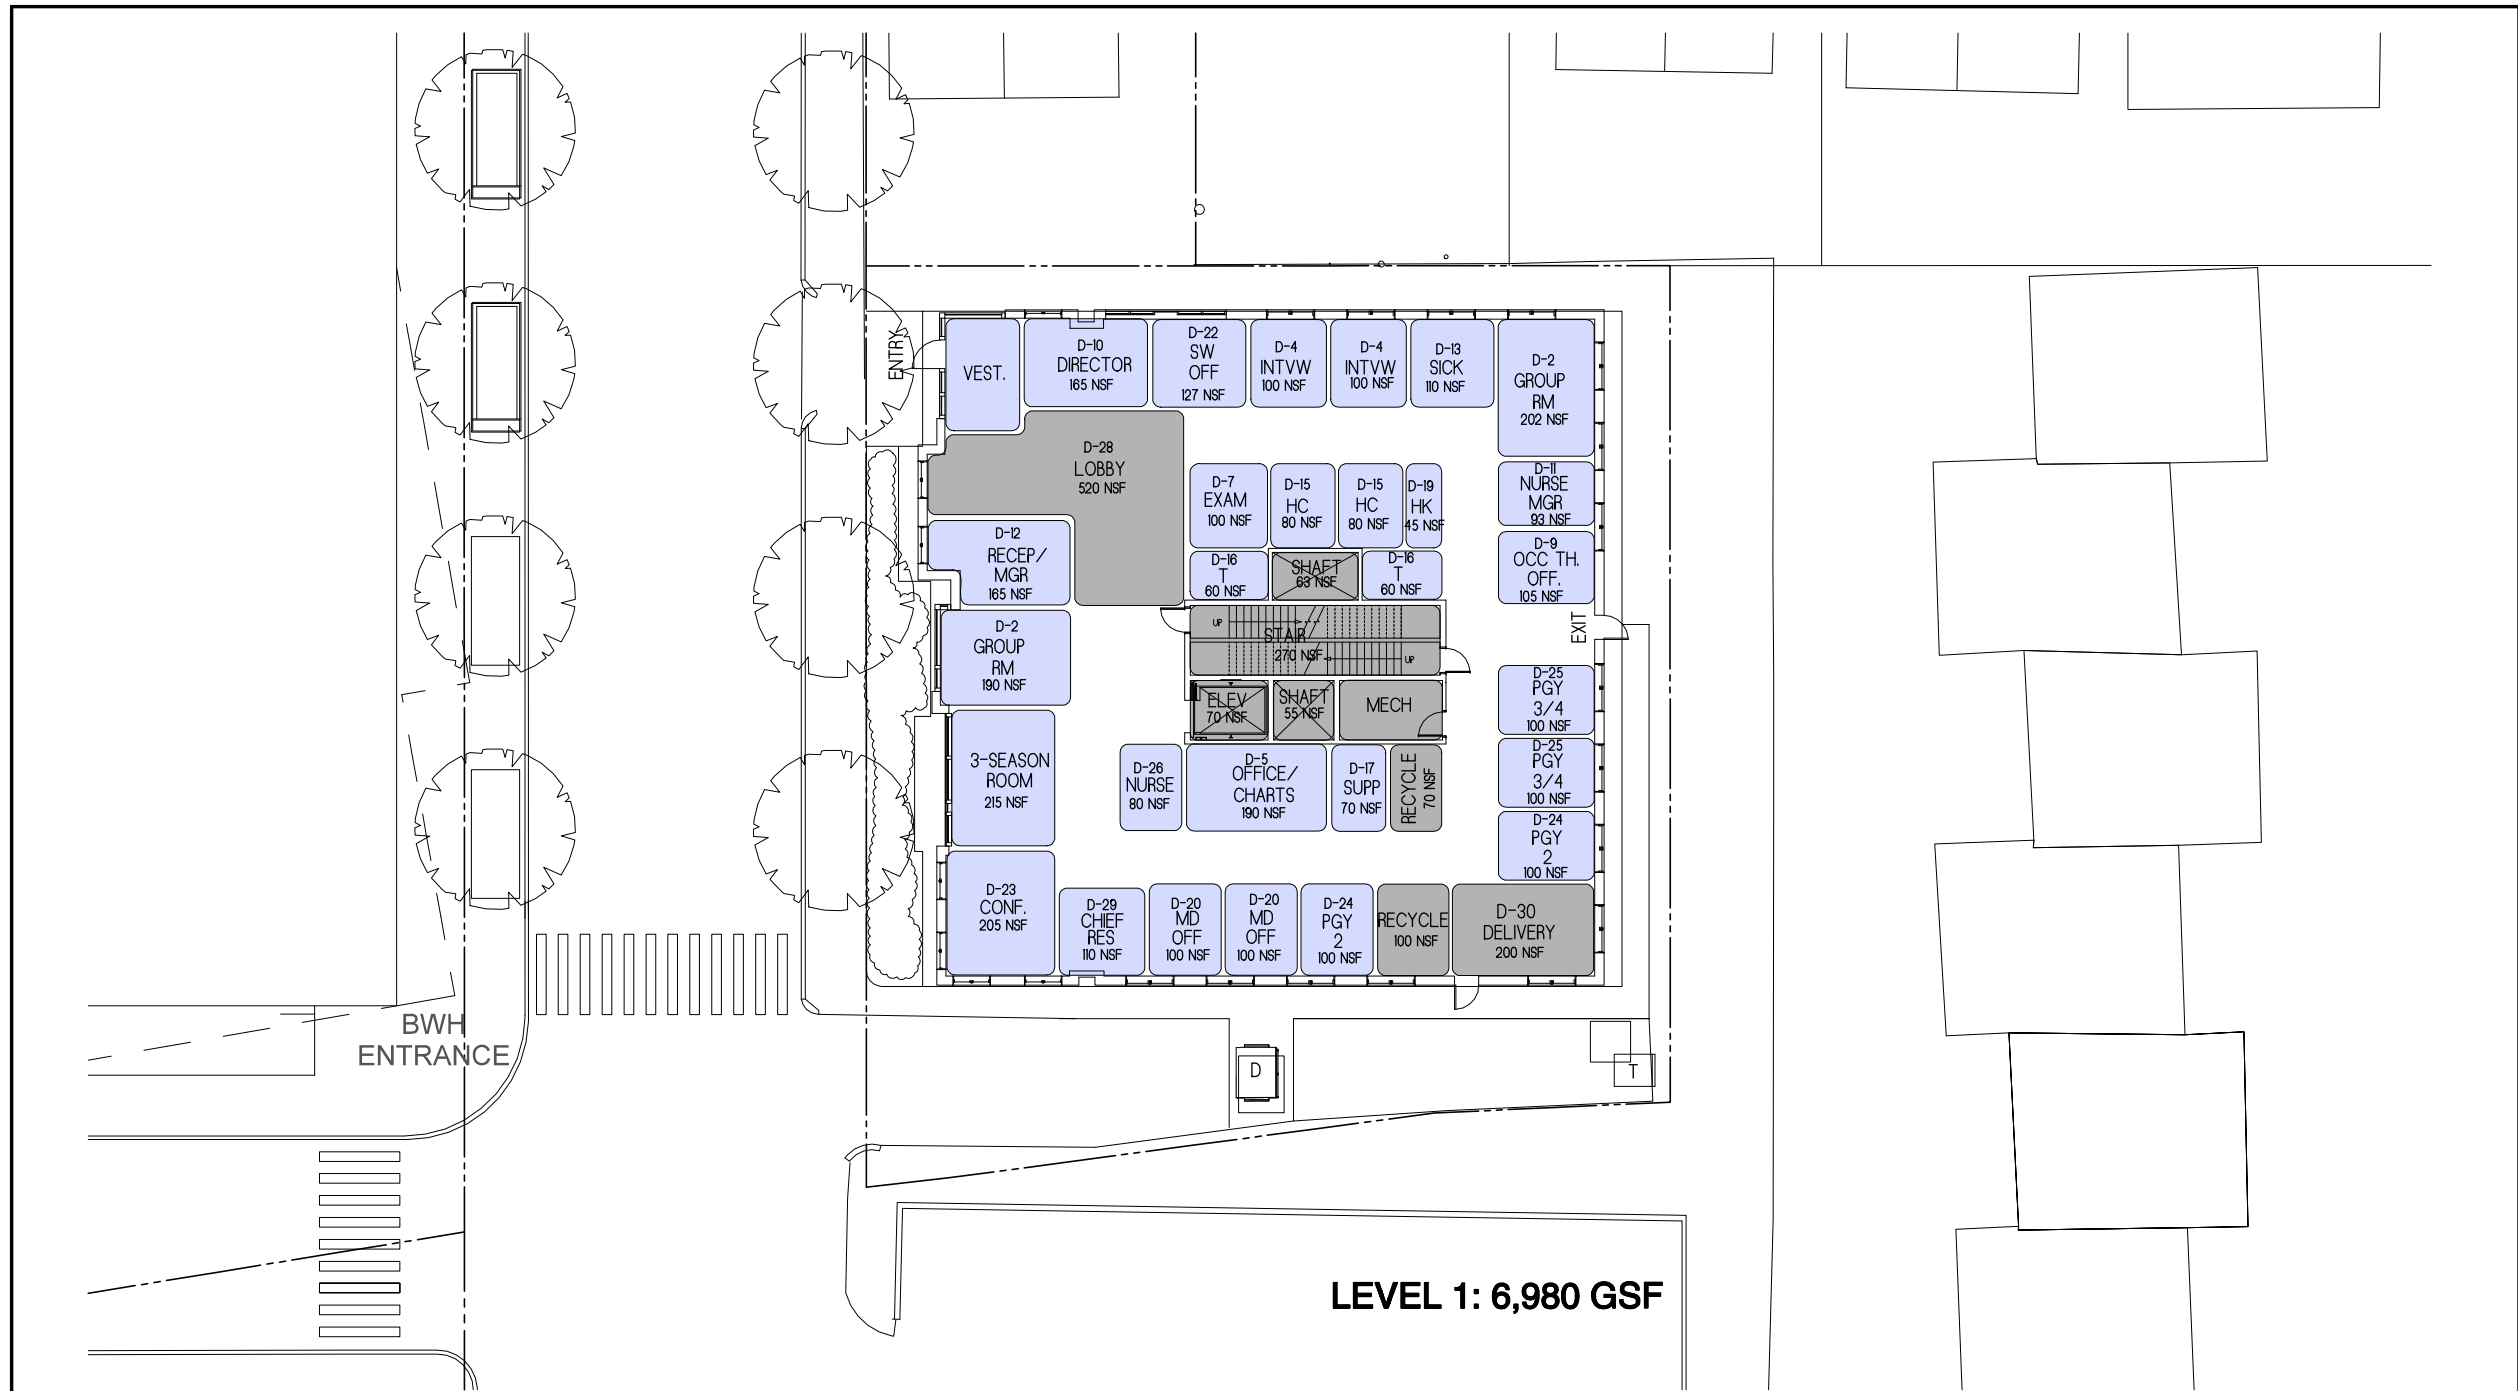 ENTRY
VEST.
D-10
DIRECTOR
165 NSF
D-22
SW
OFF
127 NSF
D-4
INTVW
100 NSF
D-4
INTVW
100 NSF
D-13
SICK
110 NSF
D-2
GROUP
RM
202 NSF
D-28
LOBBY
520 NSF
D-7
EXAM
100 NSF
D-15
HC
80 NSF
D-15
HC
80 NSF
D-19
HK
45 NSF
D-11
NURSE
MGR
93 NSF
D-12
RECEP/
MGR
165 NSF
D-16
T
60 NSF
SHAFT
63 NSF
D-16
T
60 NSF
D-9
OCC TH.
OFF.
105 NSF
D-2
GROUP
RM
190 NSF
UP
STAIR
270 NSF
UP
EXIT
ELEV
70 NSF
SHAFT
55 NSF
MECH
D-25
PGY
3/4
100 NSF
3-SEASON
ROOM
215 NSF
D-26
NURSE
80 NSF
D-5
OFFICE/
CHARTS
190 NSF
D-17
SUPP
70 NSF
RECYCLE
70 NSF
D-25
PGY
3/4
100 NSF
D-24
PGY
2
100 NSF
D-23
CONF.
205 NSF
D-29
CHIEF
RES
110 NSF
D-20
MD
OFF
100 NSF
D-20
MD
OFF
100 NSF
D-24
PGY
2
100 NSF
RECYCLE
100 NSF
D-30
DELIVERY
200 NSF
BWH
ENTRANCE
D
T
LEVEL 1: 6,980 GSF